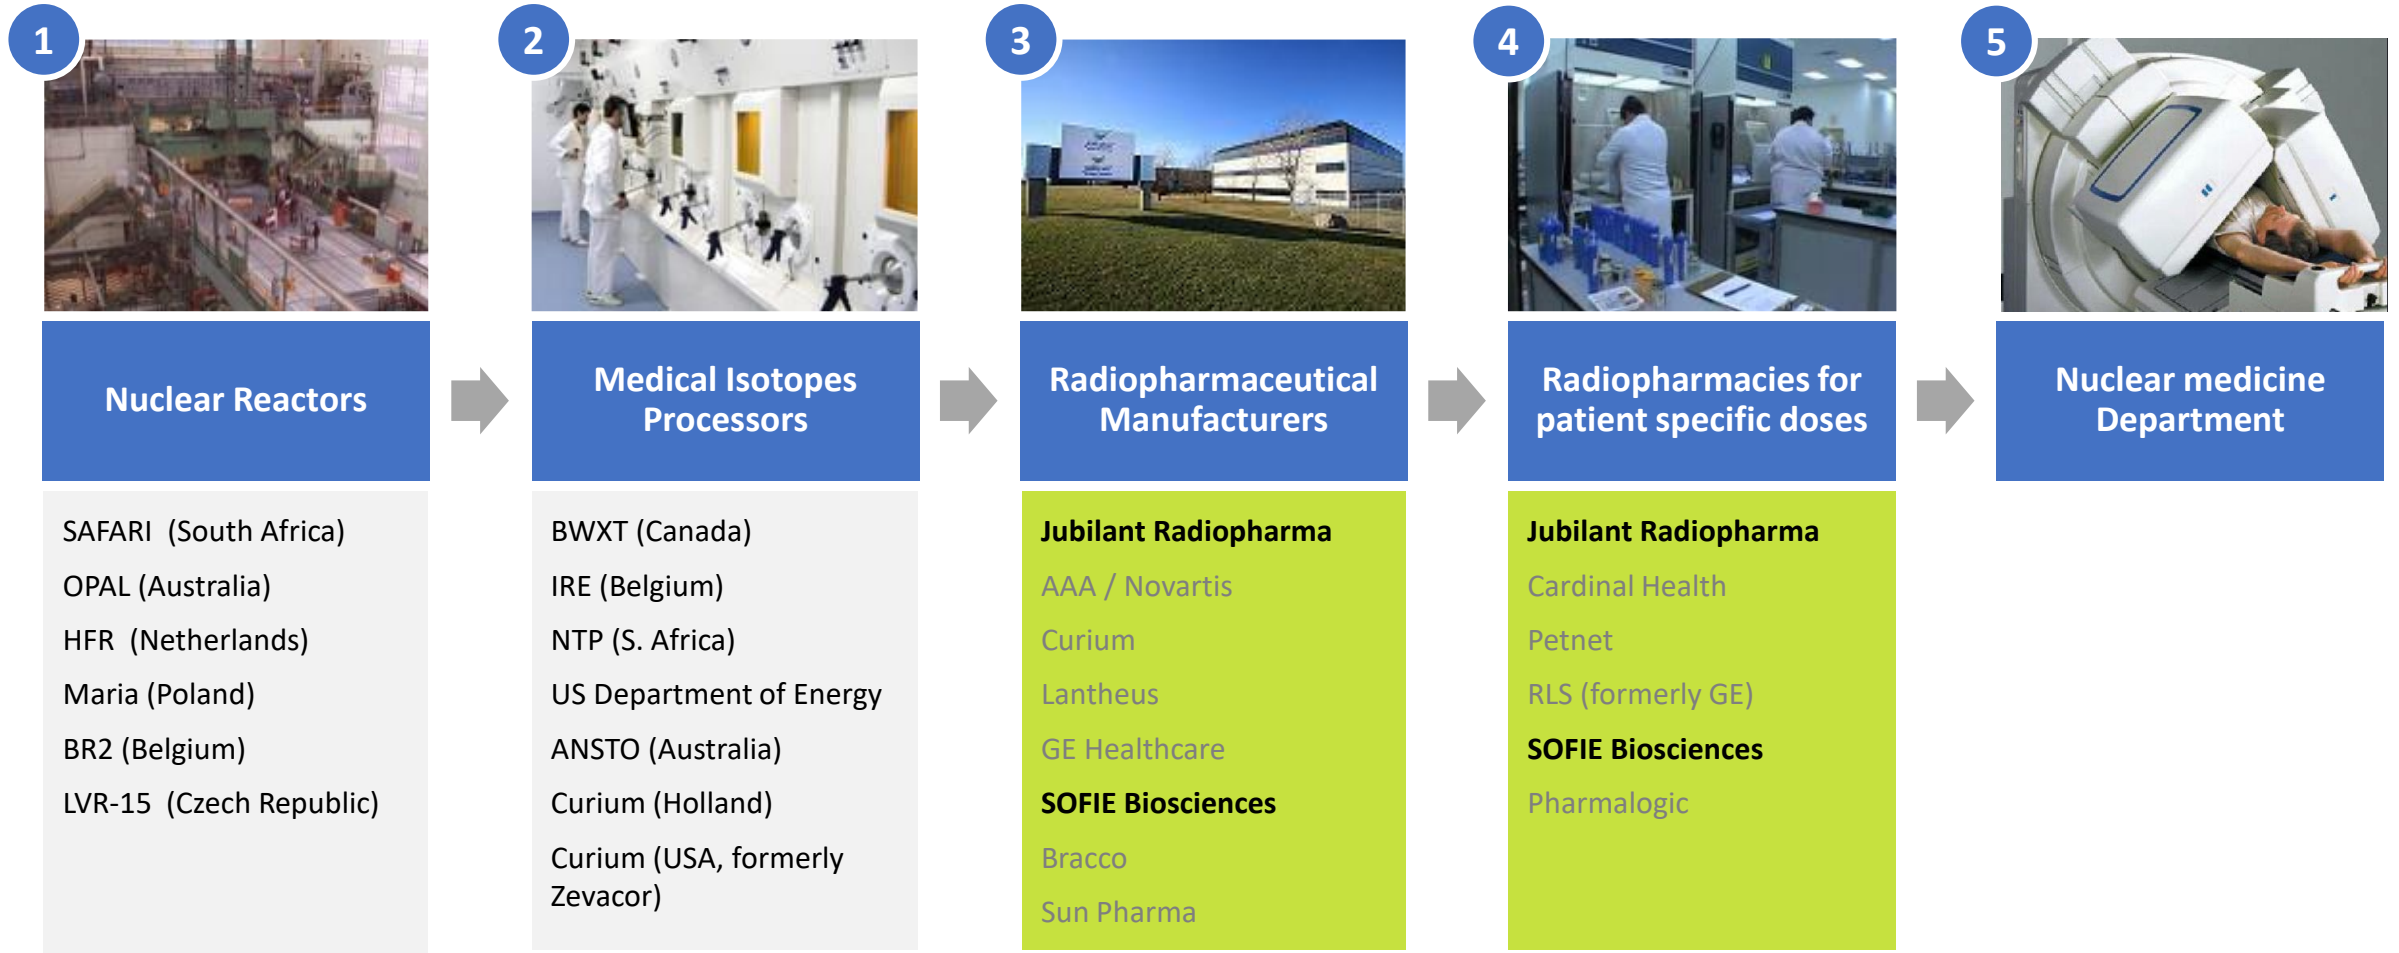 1
2
3
4
5
Nuclear Reactors
Medical Isotopes
Processors
Radiopharmaceutical
Manufacturers
Radiopharmacies for
patient specific doses
Nuclear medicine
Department
SAFARI (South Africa)
OPAL (Australia)
HFR (Netherlands)
Maria (Poland)
BR2 (Belgium)
LVR-15 (Czech Republic)
BWXT (Canada)
IRE (Belgium)
NTP (S. Africa)
US Department of Energy
ANSTO (Australia)
Curium (Holland)
Curium (USA, formerly
Zevacor)
Jubilant Radiopharma
AAA / Novartis
Curium
Lantheus
GE Healthcare
SOFIE Biosciences
Bracco
Sun Pharma
Jubilant Radiopharma
Cardinal Health
Petnet
RLS (formerly GE)
SOFIE Biosciences
Pharmalogic